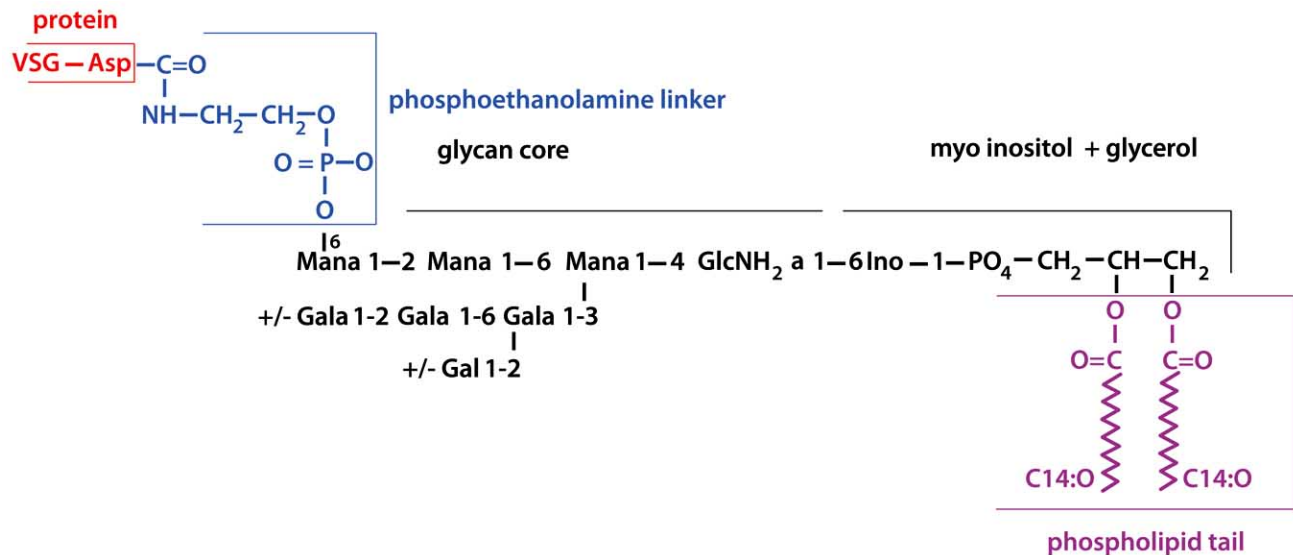 protein
VSG – Asp – C=O
NH – CH2 – CH2 – O
phosphoethanolamine linker
O = P – O
glycan core
myo inositol + glycerol
O
6
Mana 1–2 Mana 1–6 Mana 1–4 GlcNH2 a 1–6 Ino – 1 – PO4 – CH2 – CH – CH2
+/- Gala 1-2 Gala 1-6 Gala 1-3
O O
+/- Gal 1-2
O=C C=O
C14:O C14:O
phospholipid tail